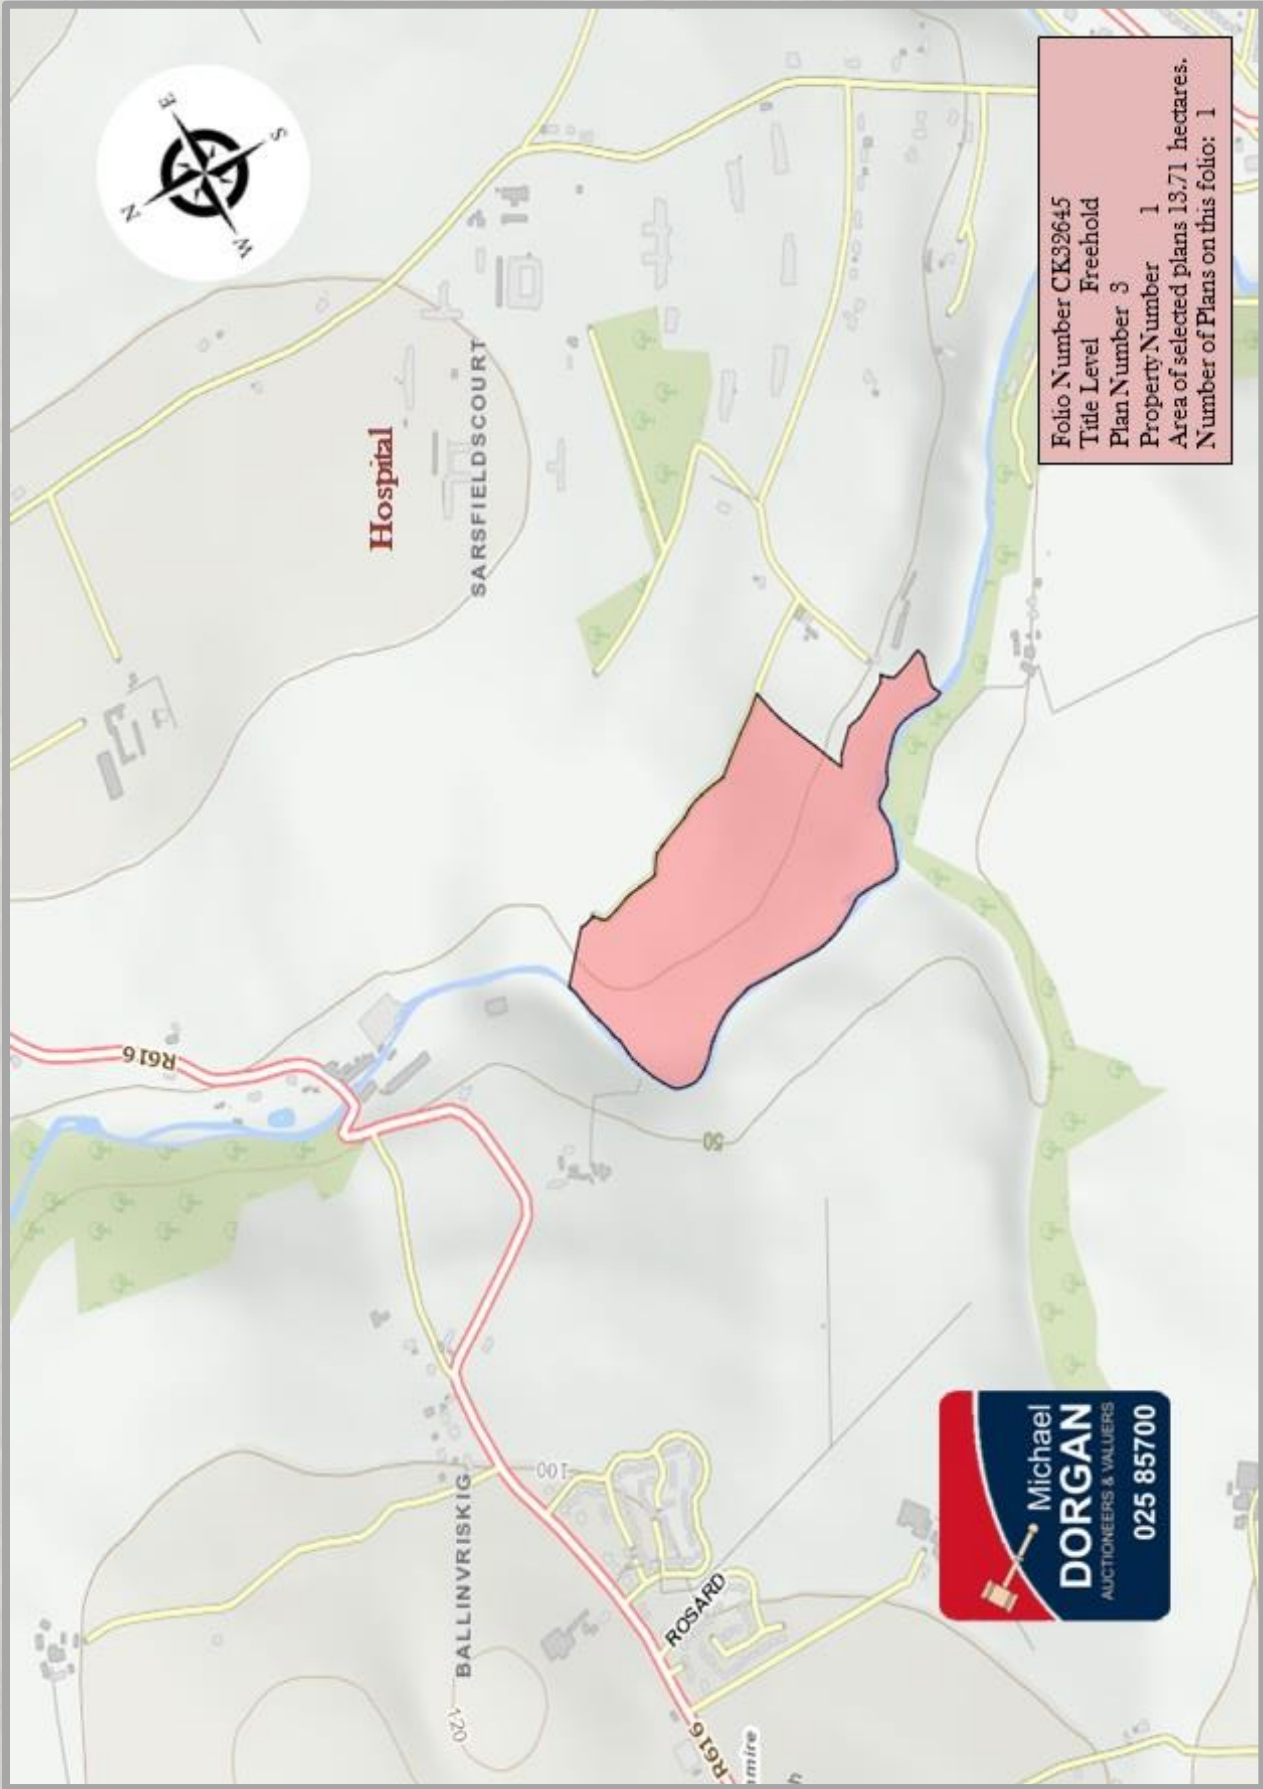 N
E
S
W
Hospital
SARSFIELDSCOURT
R616
50
BALLINVRISKIG
100
120
ROSARD
R616
mire
Folio Number CK32645
Title Level Freehold
Plan Number 3
Property Number 1
Area of selected plans 13.71 hectares.
Number of Plans on this folio: 1
Michael
DORGAN
AUCTIONEERS & VALUERS
025 85700